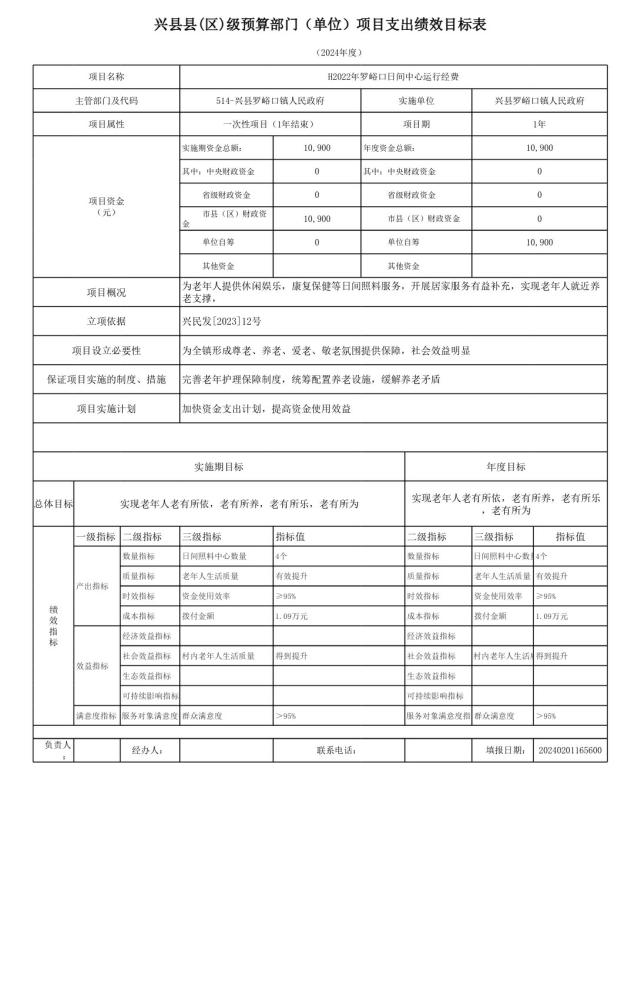 兴县县(区)级预算部门（单位）项目支出绩效目标表
（2024年度）
项目名称 H2022年罗峪口日间中心运行经费
主管部门及代码 514-兴县罗峪口镇人民政府 实施单位 兴县罗峪口镇人民政府
项目属性 一次性项目（1年结束） 项目期 1年
项目资金
（元）
实施期资金总额: 10,900 年度资金总额: 10,900
其中: 中央财政资金 0 其中: 中央财政资金 0
省级财政资金 0 省级财政资金 0
市县（区）财政资
金 10,900 市县（区）财政资金 0
单位自筹 0 单位自筹 10,900
其他资金 其他资金
项目概况 为老年人提供休闲娱乐，康复保健等日间照料服务，开展居家服务有益补充，实现老年人就近养
老支撑，
立项依据 兴民发[2023]12号
项目设立必要性 为全镇形成尊老、养老、爱老、敬老氛围提供保障，社会效益明显
保证项目实施的制度、措施 完善老年护理保障制度，统筹配置养老设施，缓解养老矛盾
项目实施计划 加快资金支出计划，提高资金使用效益
实施期目标 年度目标
总体目标 实现老年人老有所依，老有所养，老有所乐，老有所为 实现老年人老有所依，老有所养，老有所乐
，老有所为
绩
效
指
标
一级指标 二级指标 三级指标 指标值 二级指标 三级指标 指标值
产出指标
数量指标 日间照料中心数量 4个 数量指标 日间照料中心数 4个
质量指标 老年人生活质量 有效提升 质量指标 老年人生活质量 有效提升
时效指标 资金使用效率 ≥95% 时效指标 资金使用效率 ≥95%
成本指标 拨付金额 1.09万元 成本指标 拨付金额 1.09万元
效益指标
经济效益指标 经济效益指标
社会效益指标 村内老年人生活质量 得到提升 社会效益指标 村内老年人生活 得到提升
生态效益指标 生态效益指标
可持续影响指标 可持续影响指标
满意度指标 服务对象满意度 群众满意度 ＞95% 服务对象满意度指 群众满意度 ＞95%
负责人
： 经办人： 联系电话： 填报日期： 20240201165600